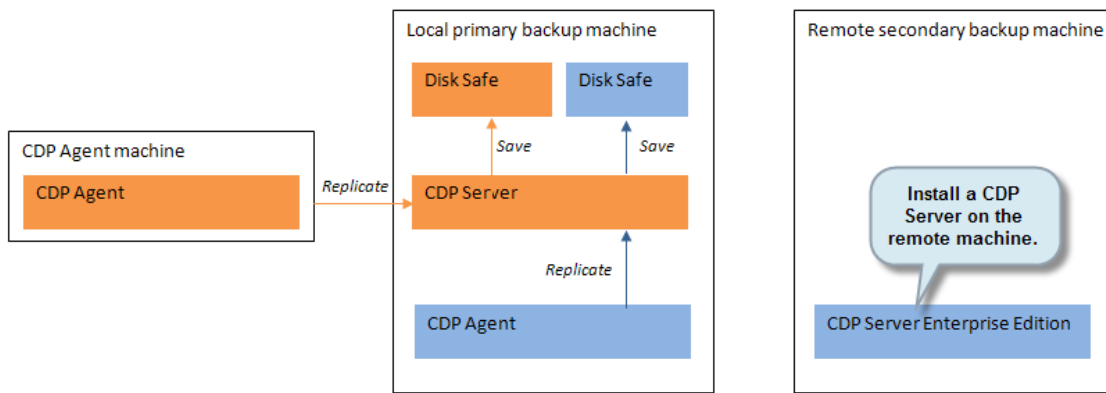 Local primary backup machine
Remote secondary backup machine
Disk Safe
Disk Safe
CDP Agent machine
Save
Save
CDP Agent
Replicate
CDP Server
Install a CDP
Server on the
remote machine.
Replicate
CDP Agent
CDP Server Enterprise Edition